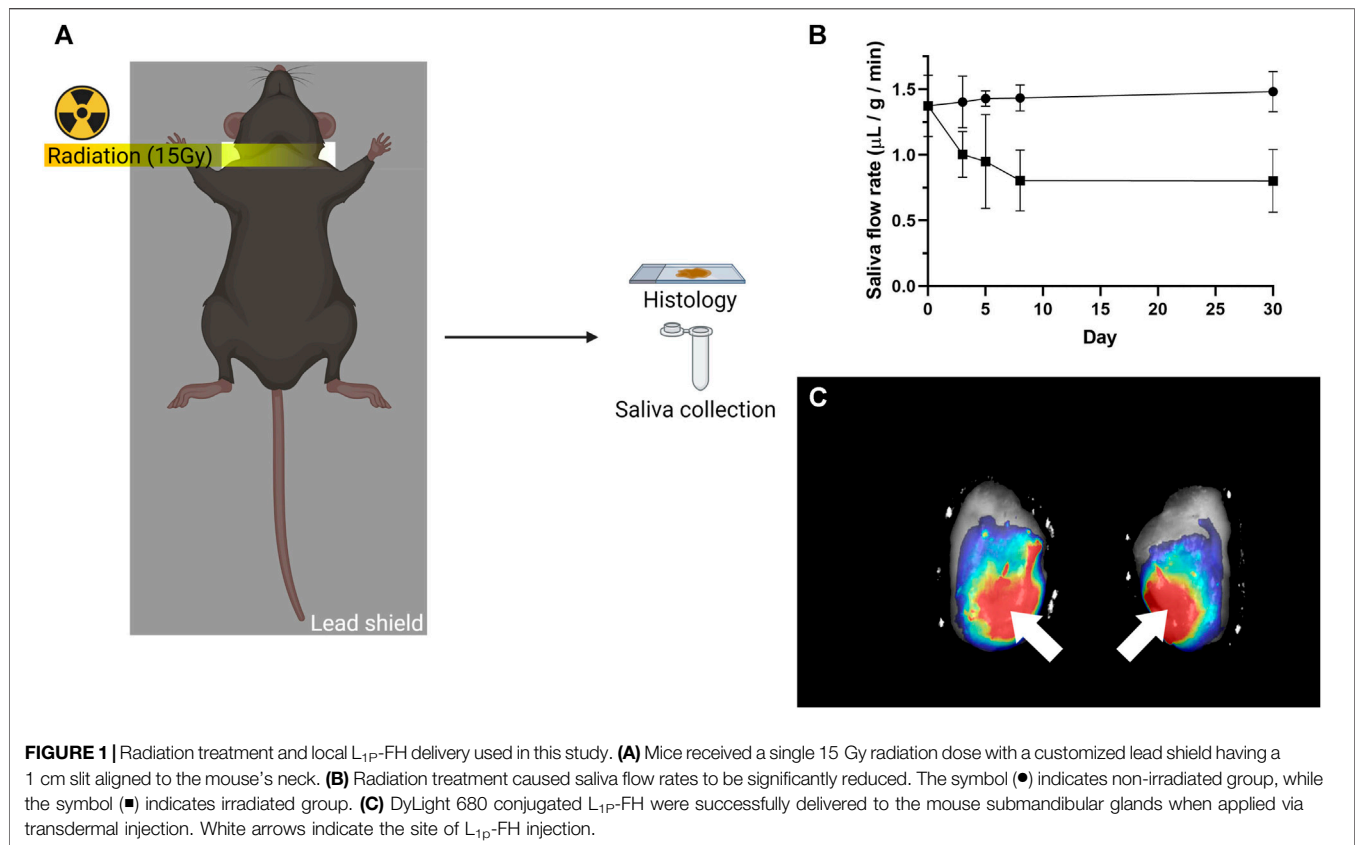 A
Radiation (15Gy)
Lead shield
Histology
Saliva collection
B
Saliva flow rate (μL / g / min)
1.5
1.0
0.5
0.0
0 5 10 15 20 25 30
Day
C
FIGURE 1 | Radiation treatment and local L1P-FH delivery used in this study. (A) Mice received a single 15 Gy radiation dose with a customized lead shield having a
1 cm slit aligned to the mouse's neck. (B) Radiation treatment caused saliva flow rates to be significantly reduced. The symbol (●) indicates non-irradiated group, while
the symbol (■) indicates irradiated group. (C) DyLight 680 conjugated L1P-FH were successfully delivered to the mouse submandibular glands when applied via
transdermal injection. White arrows indicate the site of L1p-FH injection.